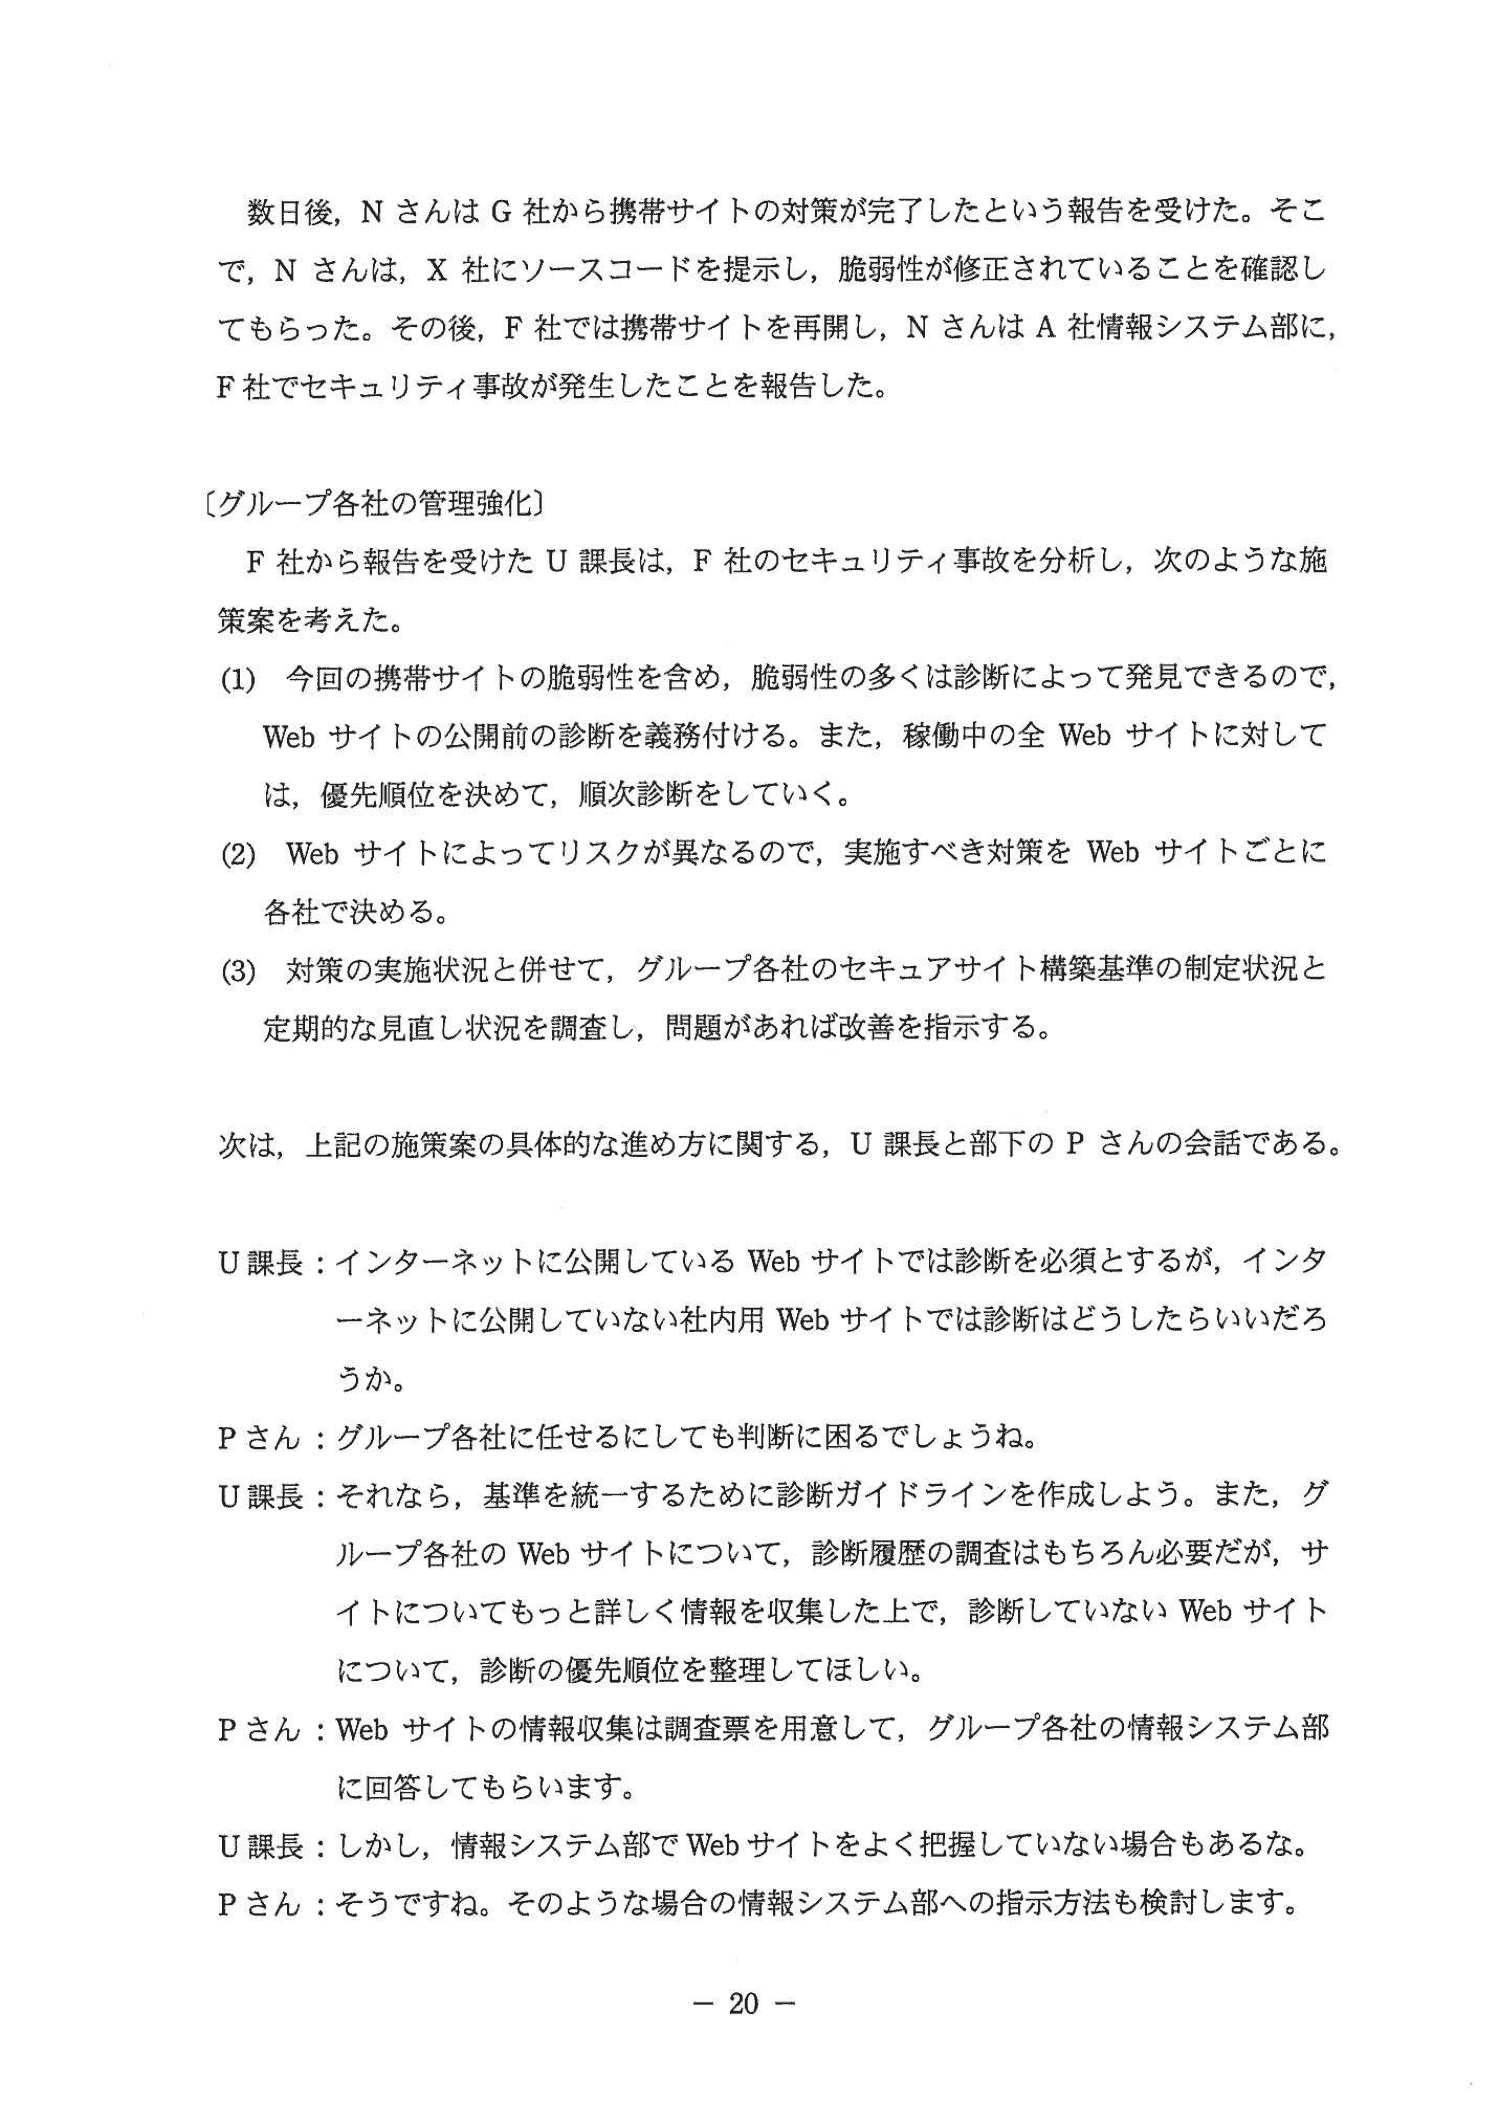 数日後，N さんは G 社から携帯サイトの対策が完了したという報告を受けた。そこ
で，N さんは，X 社にソースコードを提示し，脆弱性が修正されていることを確認し
てもらった。その後，F 社では携帯サイトを再開し，N さんは A 社情報システム部に，
F 社でセキュリティ事故が発生したことを報告した。
〔グループ各社の管理強化〕
F 社から報告を受けた U 課長は，F 社のセキュリティ事故を分析し，次のような施
策案を考えた。
(1) 今回の携帯サイトの脆弱性を含め，脆弱性の多くは診断によって発見できるので，
Web サイトの公開前の診断を義務付ける。また，稼働中の全 Web サイトに対して
は，優先順位を決めて，順次診断をしていく。
(2) Web サイトによってリスクが異なるので，実施すべき対策を Web サイトごとに
各社で決める。
(3) 対策の実施状況と併せて，グループ各社のセキュアサイト構築基準の制定状況と
定期的な見直し状況を調査し，問題があれば改善を指示する。
次は，上記の施策案の具体的な進め方に関する，U 課長と部下の P さんの会話である。
U 課長：インターネットに公開している Web サイトでは診断を必須とするが，インタ
ーネットに公開していない社内用 Web サイトでは診断はどうしたらいいだろ
うか。
P さん：グループ各社に任せるにしても判断に困るでしょうね。
U 課長：それなら，基準を統一するために診断ガイドラインを作成しよう。また，グ
ループ各社の Web サイトについて，診断履歴の調査はもちろん必要だが，サ
イトについてもっと詳しく情報を収集した上で，診断していない Web サイト
について，診断の優先順位を整理してほしい。
P さん：Web サイトの情報収集は調査票を用意して，グループ各社の情報システム部
に回答してもらいます。
U 課長：しかし，情報システム部で Web サイトをよく把握していない場合もあるな。
P さん：そうですね。そのような場合の情報システム部への指示方法も検討します。
－ 20 －